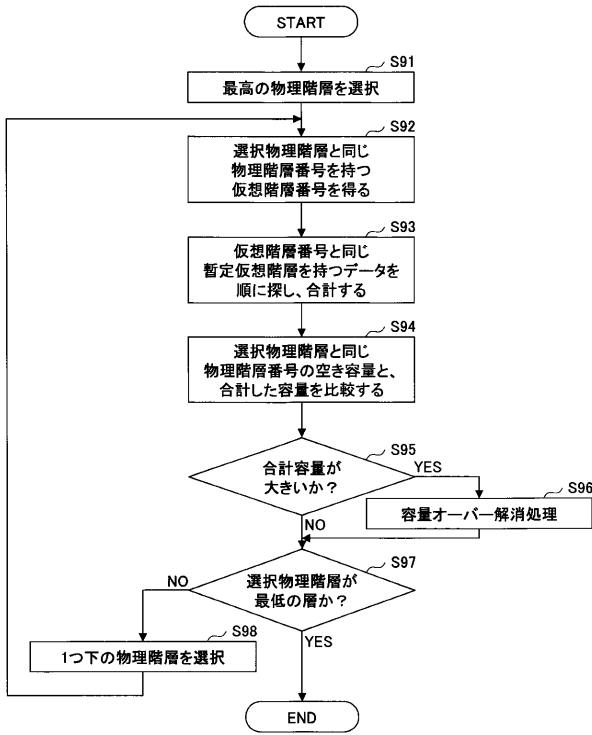 START
S91
最高の物理階層を選択
S92
選択物理階層と同じ
物理階層番号を持つ
仮想階層番号を得る
S93
仮想階層番号と同じ
暫定仮想階層を持つデータを
順に探し、合計する
S94
選択物理階層と同じ
物理階層番号の空き容量と、
合計した容量を比較する
S95
合計容量が
大きいか?
YES
S96
容量オーバー解消処理
NO
S97
選択物理階層が
最低の層か?
NO
S98
1つ下の物理階層を選択
YES
END